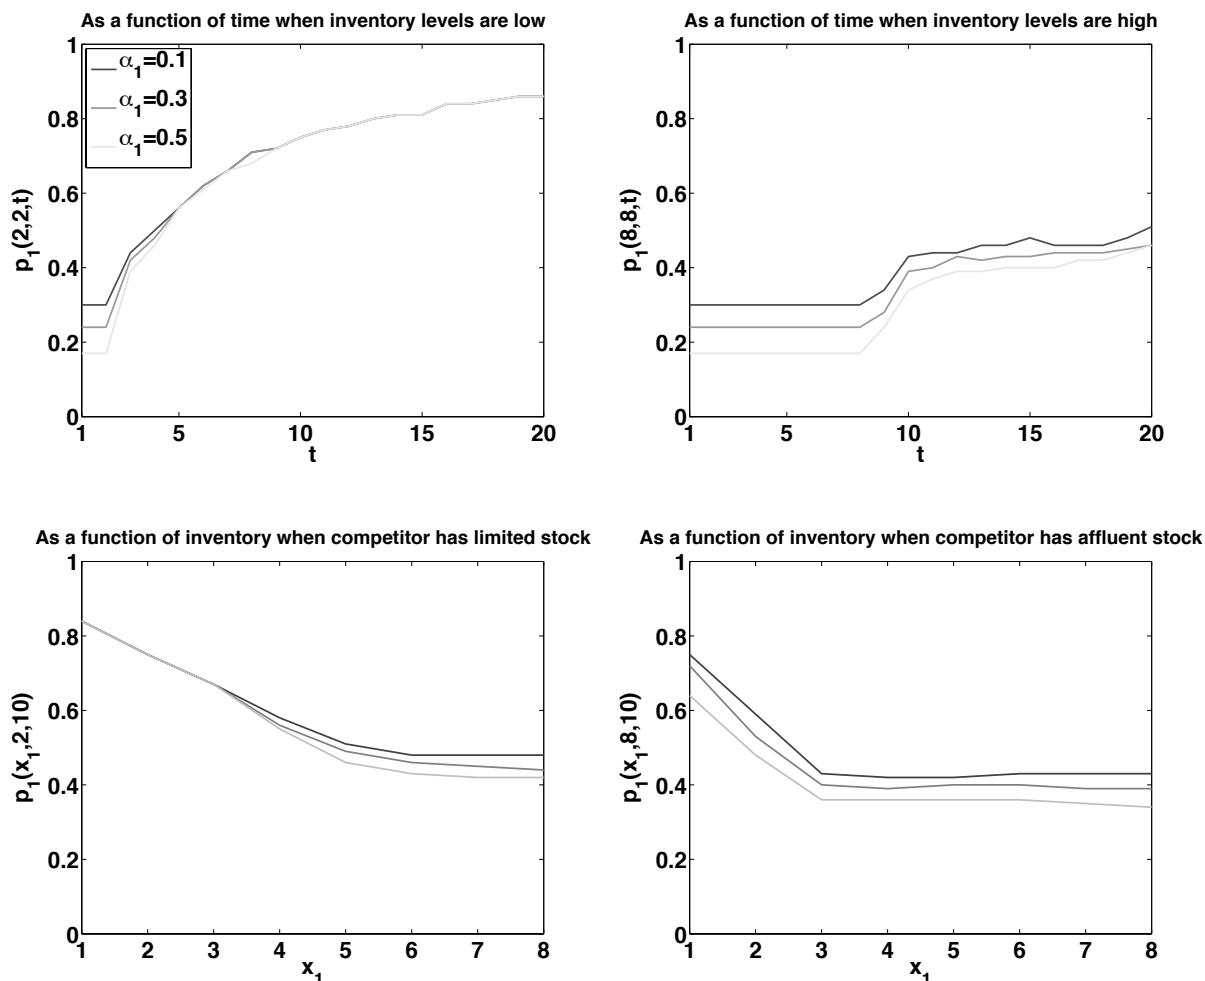 As a function of time when inventory levels are low
1
0.8
0.6
0.4
0.2
0
α1=0.1
α1=0.3
α1=0.5
p1(2,2,t)
1 5 10 15 20
t
As a function of time when inventory levels are high
1
0.8
0.6
0.4
0.2
0
p1(8,8,t)
1 5 10 15 20
t
As a function of inventory when competitor has limited stock
1
0.8
0.6
0.4
0.2
0
p1(x1,2,10)
1 2 3 4 5 6 7 8
x1
As a function of inventory when competitor has affluent stock
1
0.8
0.6
0.4
0.2
0
p1(x1,8,10)
1 2 3 4 5 6 7 8
x1